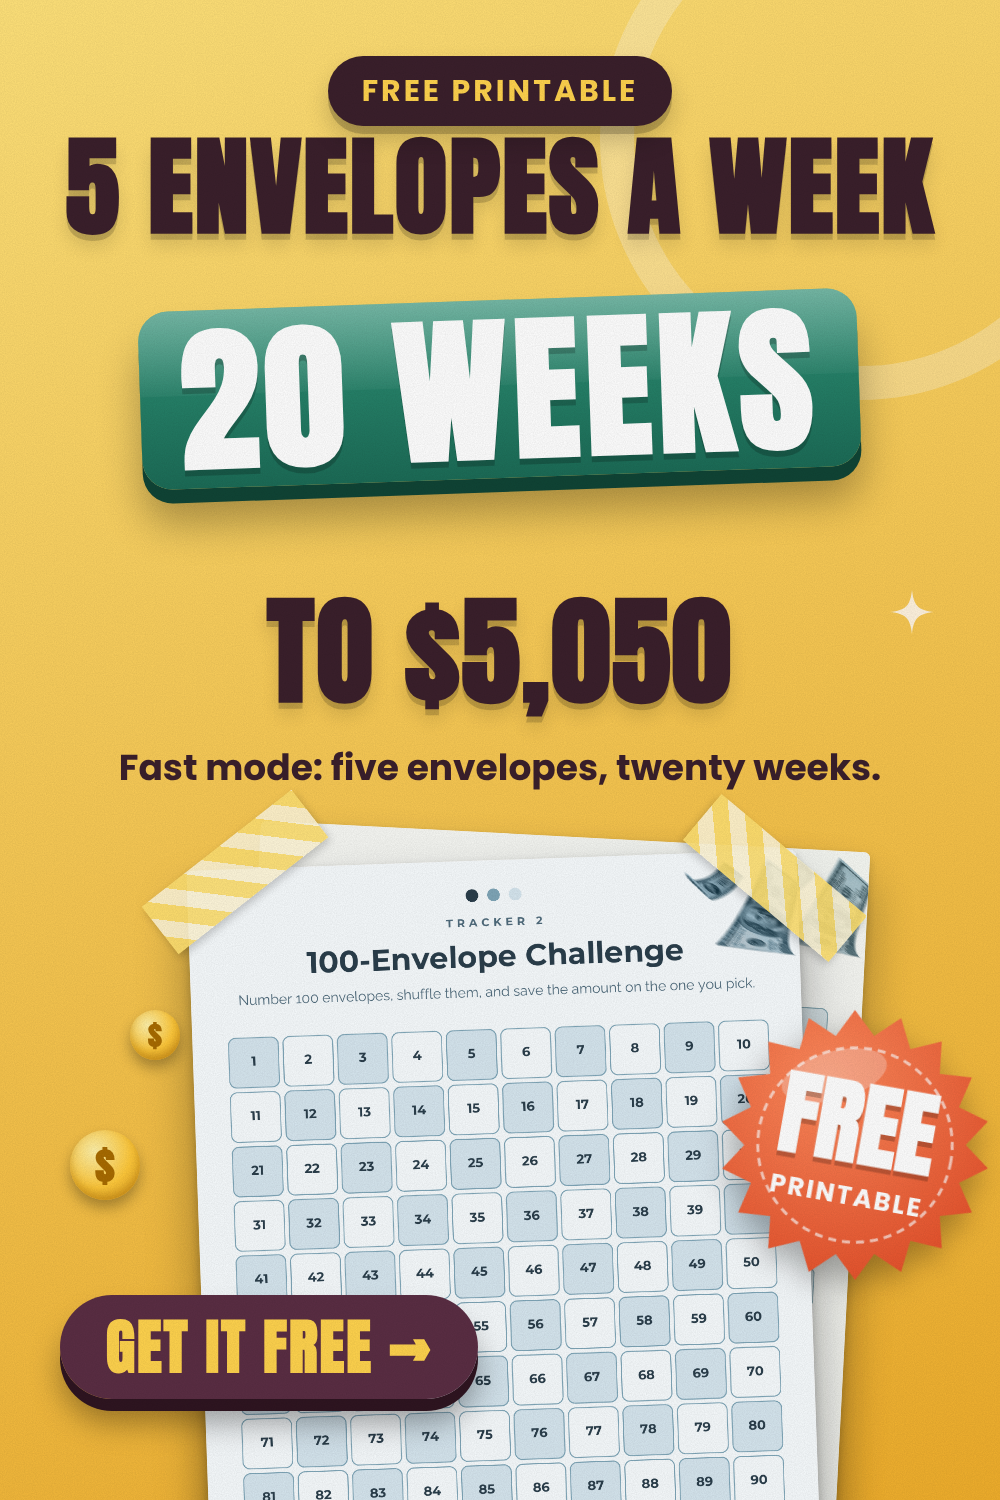 FREE PRINTABLE
5 ENVELOPES A WEEK
20 WEEKS
TO $5,050
Fast mode: five envelopes, twenty weeks.
TRACKER 2
100-Envelope Challenge
Number 100 envelopes, shuffle them, and save the amount on the one you pick.
1 2 3 4 5 6 7 8 9 10
11 12 13 14 15 16 17 18 19
21 22 23 24 25 26 27 28 29
31 32 33 34 35 36 37 38 39
41 42 43 44 45 46 47 48 49 50
55 56 57 58 59 60
65 66 67 68 69 70
71 72 73 74 75 76 77 78 79 80
81 82 83 84 85 86 87 88 89 90
$
$
FREE
PRINTABLE
GET IT FREE →